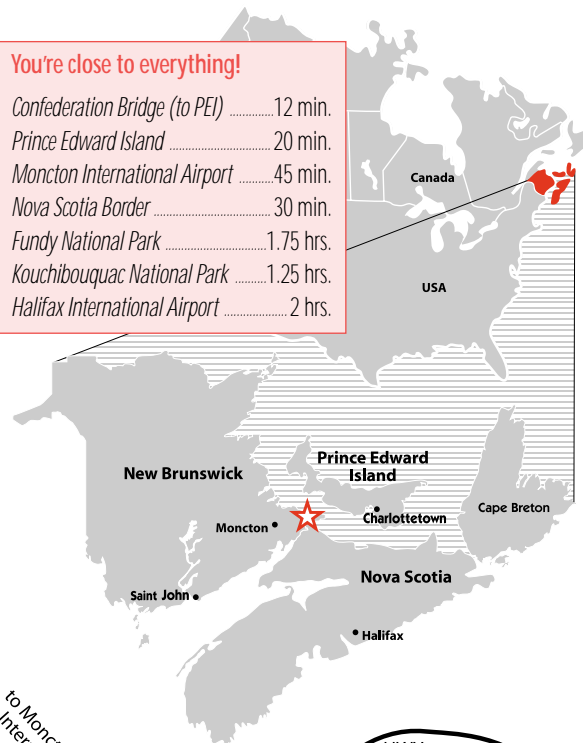 You're close to everything!
Confederation Bridge (to PEI) ............ 12 min.
Prince Edward Island ............................ 20 min.
Moncton International Airport ......... 45 min.
Nova Scotia Border .............................. 30 min.
Fundy National Park ........................... 1.75 hrs.
Kouchibouquac National Park ......... 1.25 hrs.
Halifax International Airport ................ 2 hrs.
Canada
USA
New Brunswick
Prince Edward
Island
Moncton
Charlottetown
Cape Breton
Nova Scotia
Saint John
Halifax
to